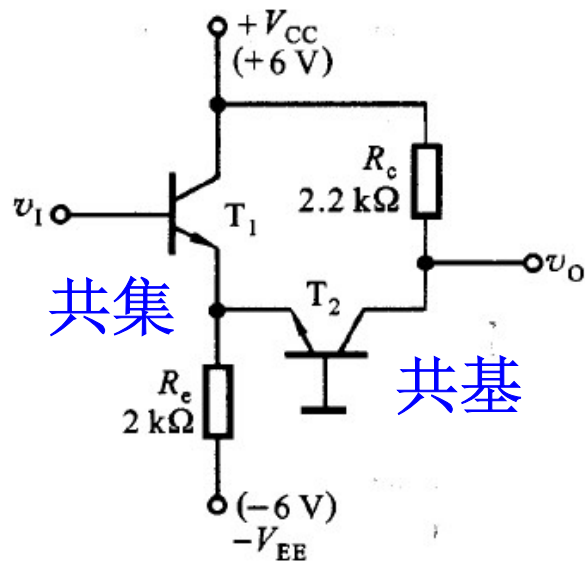 +V_CC
(+6 V)
R_c
2.2 kΩ
v_I
T_1
v_O
共集
T_2
共基
R_e
2 kΩ
(−6 V)
−V_EE